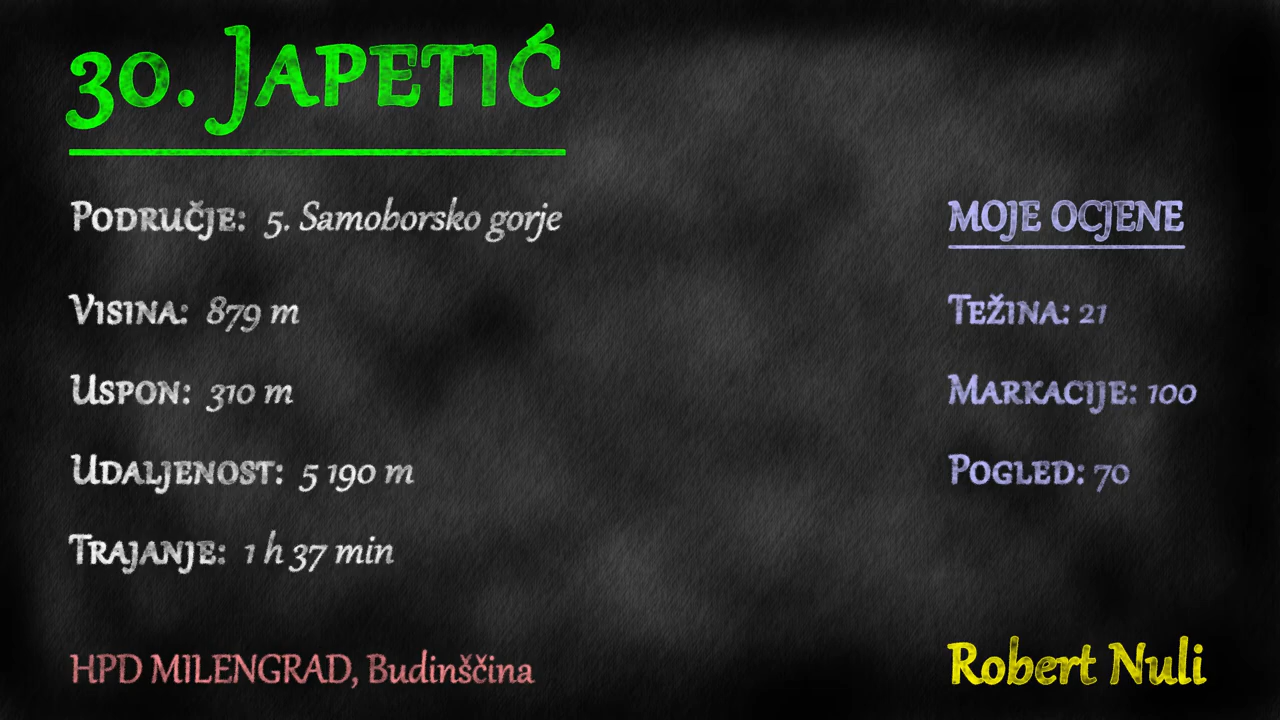 30. JAPETIĆ
PODRUČJE: 5. Samoborsko gorje
VISINA: 879 m
USPON: 310 m
UDALJENOST: 5 190 m
TRAJANJE: 1 h 37 min
HPD MILENGRAD, Budinščina
MOJE OCJENE
TEŽINA: 21
MARKACIJE: 100
POGLED: 70
Robert Nuli